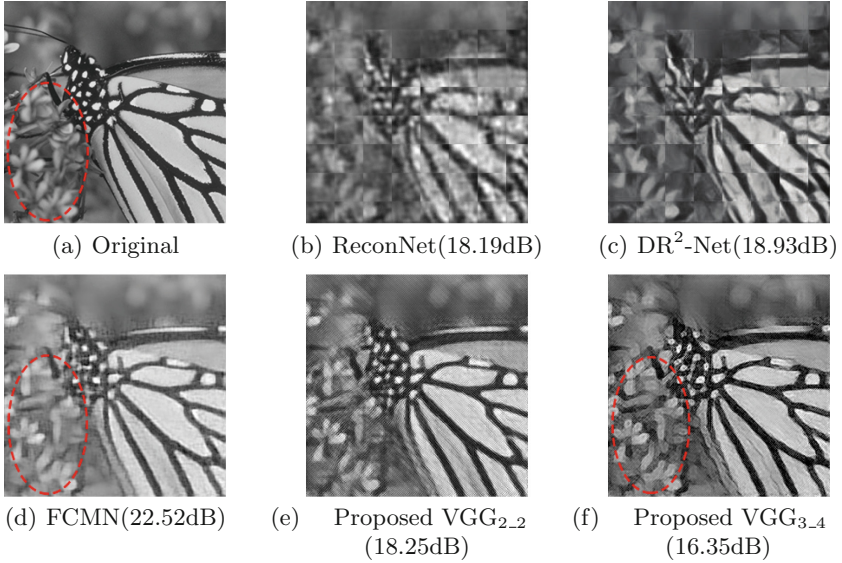 (a) Original
(b) ReconNet(18.19dB)
(c) DR²-Net(18.93dB)
(d) FCMN(22.52dB)
(e) Proposed VGG₂_₂
(18.25dB)
(f) Proposed VGG₃_₄
(16.35dB)